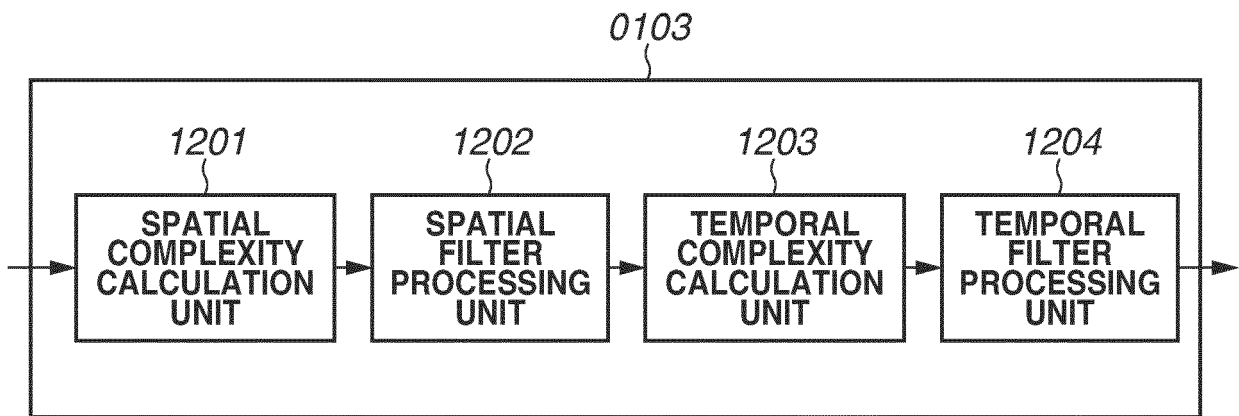 0103
1201
1202
1203
1204
SPATIAL
COMPLEXITY
CALCULATION
UNIT
SPATIAL
FILTER
PROCESSING
UNIT
TEMPORAL
COMPLEXITY
CALCULATION
UNIT
TEMPORAL
FILTER
PROCESSING
UNIT